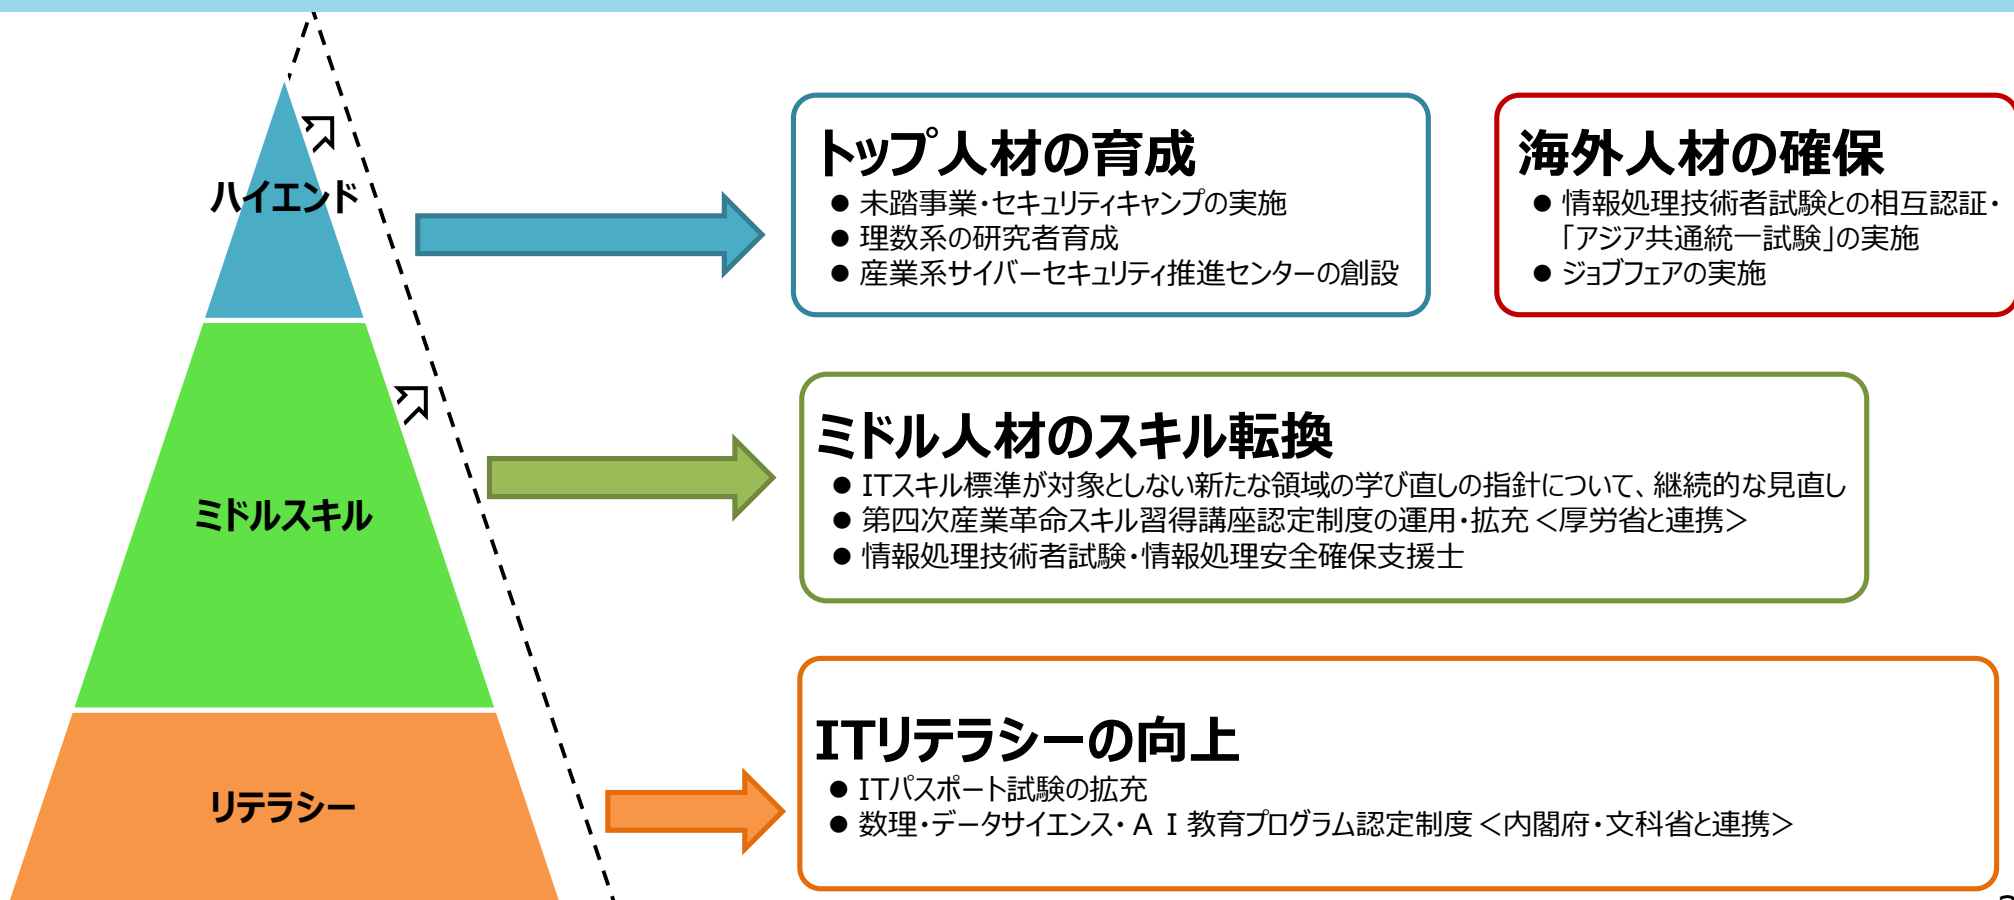 ハイエンド
ミドルスキル
リテラシー
トップ人材の育成
● 未踏事業・セキュリティキャンプの実施
● 理数系の研究者育成
● 産業系サイバーセキュリティ推進センターの創設
海外人材の確保
● 情報処理技術者試験との相互認証・
「アジア共通統一試験」の実施
● ジョブフェアの実施
ミドル人材のスキル転換
● ITスキル標準が対象としない新たな領域の学び直しの指針について、継続的な見直し
● 第四次産業革命スキル習得講座認定制度の運用・拡充 <厚労省と連携>
● 情報処理技術者試験・情報処理安全確保支援士
ITリテラシーの向上
● ITパスポート試験の拡充
● 数理・データサイエンス・ＡＩ教育プログラム認定制度 <内閣府・文科省と連携>